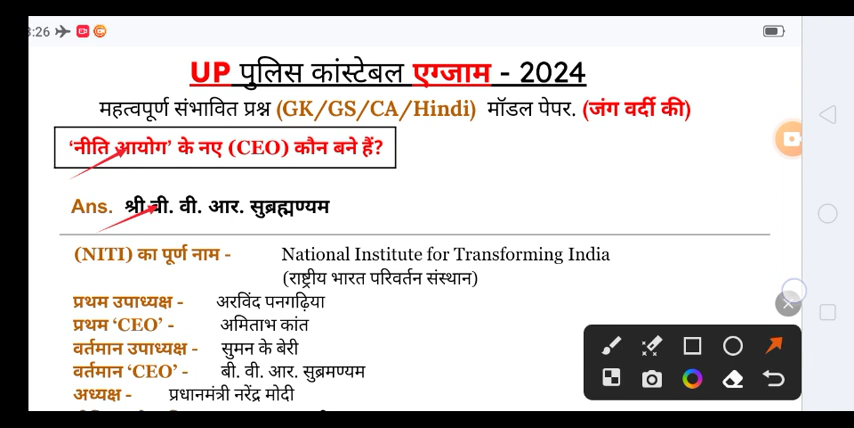 :26
UP पुलिस कांस्टेबल एग्जाम - 2024
महत्वपूर्ण संभावित प्रश्न (GK/GS/CA/Hindi) मॉडल पेपर. (जंग वर्दी की)
‘नीति आयोग’ के नए (CEO) कौन बने हैं?
Ans. श्री बी. वी. आर. सुब्रह्मण्यम
(NITI) का पूर्ण नाम - National Institute for Transforming India
(राष्ट्रीय भारत परिवर्तन संस्थान)
प्रथम उपाध्यक्ष - अरविंद पनगढ़िया
प्रथम ‘CEO’ - अमिताभ कांत
वर्तमान उपाध्यक्ष - सुमन के बेरी
वर्तमान ‘CEO’ - बी. वी. आर. सुब्रमण्यम
अध्यक्ष - प्रधानमंत्री नरेंद्र मोदी